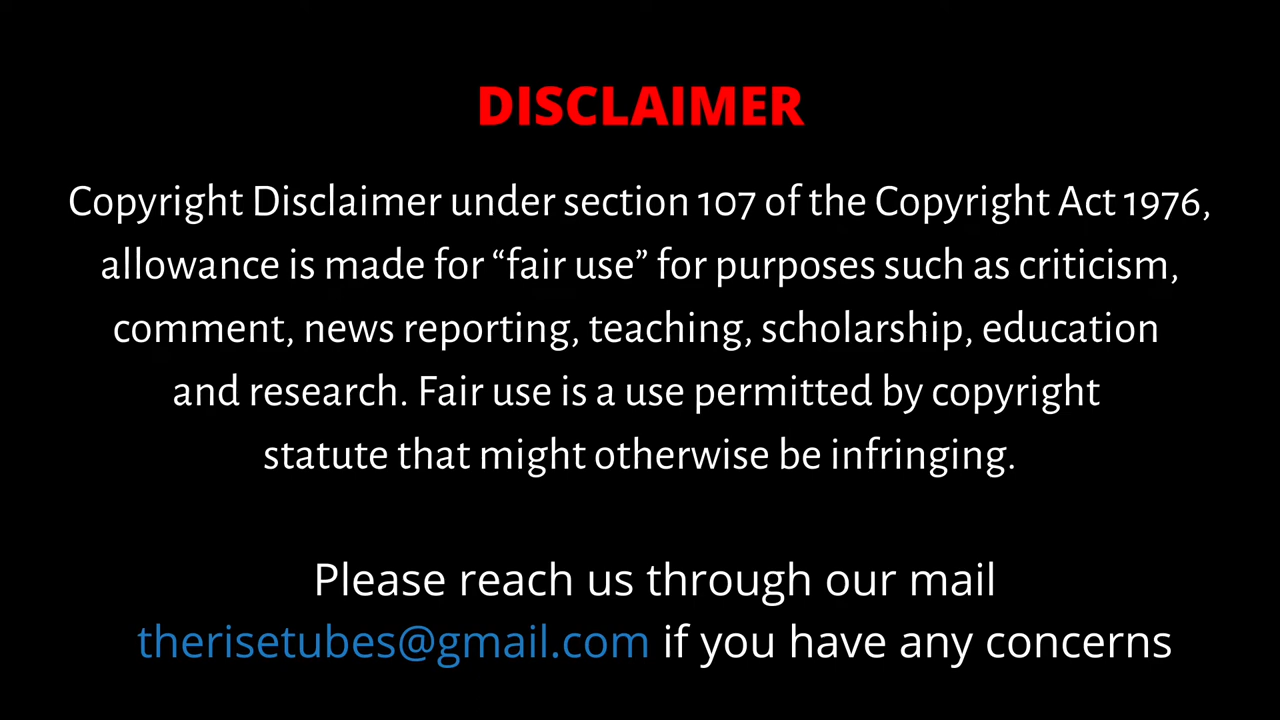 DISCLAIMER
Copyright Disclaimer under section 107 of the Copyright Act 1976,
allowance is made for “fair use” for purposes such as criticism,
comment, news reporting, teaching, scholarship, education
and research. Fair use is a use permitted by copyright
statute that might otherwise be infringing.
Please reach us through our mail
therisetubes@gmail.com if you have any concerns